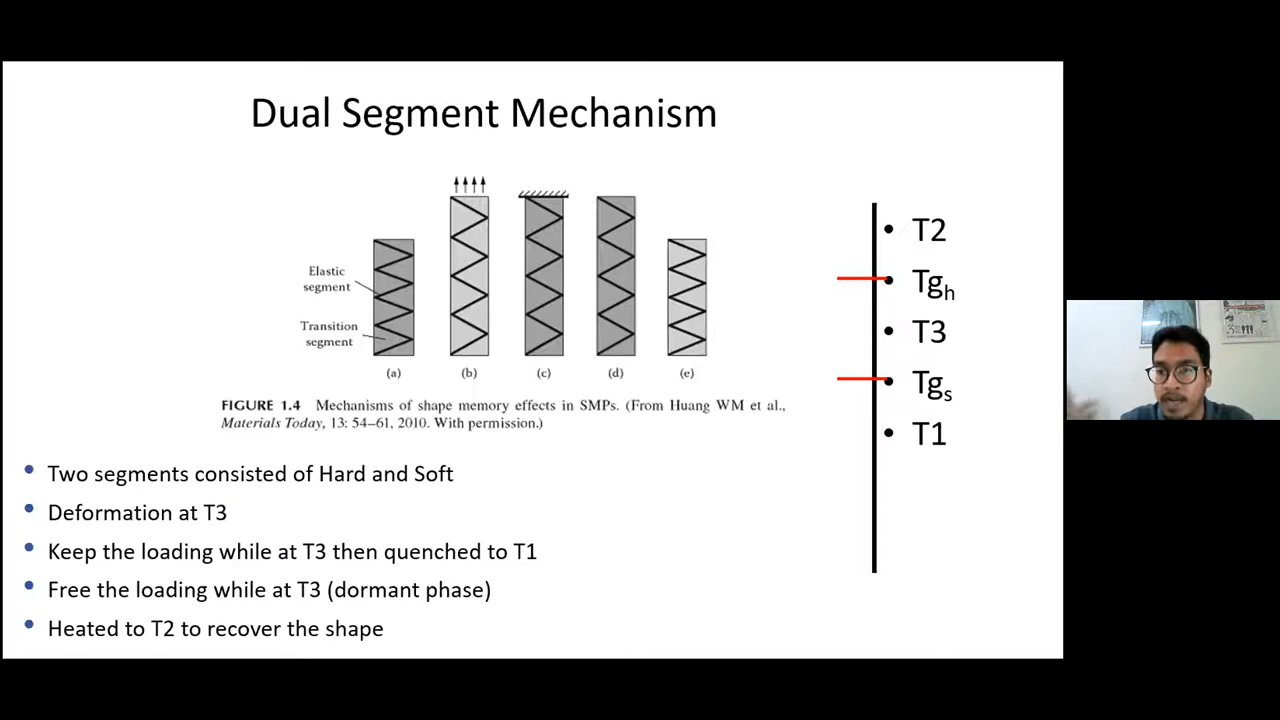 Dual Segment Mechanism
Elastic
segment
Transition
segment
(a)
(b)
(c)
(d)
(e)
FIGURE 1.4 Mechanisms of shape memory effects in SMPs. (From Huang WM et al.,
Materials Today, 13: 54–61, 2010. With permission.)
• Two segments consisted of Hard and Soft
• Deformation at T3
• Keep the loading while at T3 then quenched to T1
• Free the loading while at T3 (dormant phase)
• Heated to T2 to recover the shape
• T2
• Tgh
• T3
• Tgs
• T1